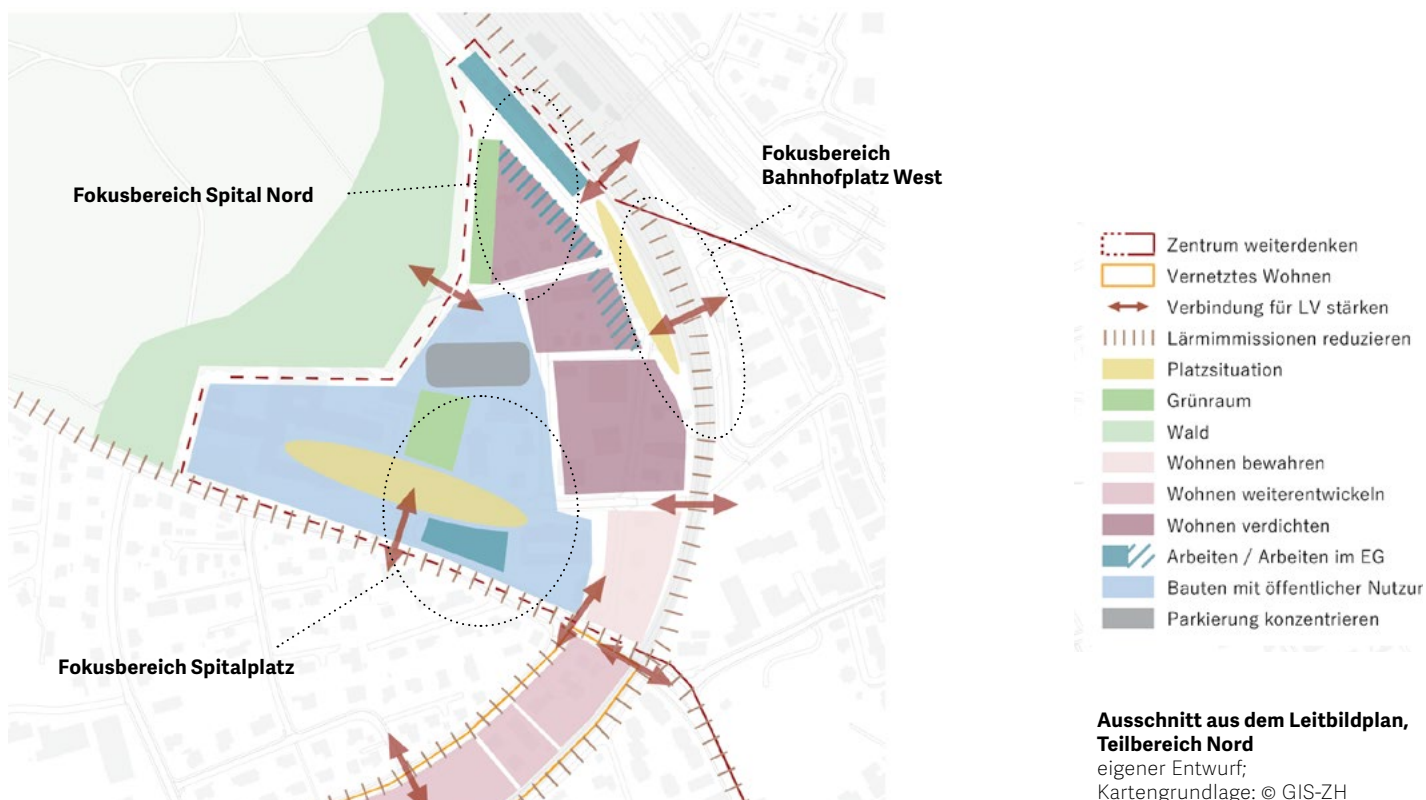 Fokusbereich Spital Nord
Fokusbereich
Bahnhofplatz West
Fokusbereich Spitalplatz
Zentrum weiterdenken
Vernetztes Wohnen
Verbindung für LV stärken
Lärmimmissionen reduzieren
Platzsituation
Grünraum
Wald
Wohnen bewahren
Wohnen weiterentwickeln
Wohnen verdichten
Arbeiten / Arbeiten im EG
Bauten mit öffentlicher Nutzur
Parkierung konzentrieren
Ausschnitt aus dem Leitbildplan,
Teilbereich Nord
eigener Entwurf;
Kartengrundlage: © GIS-ZH